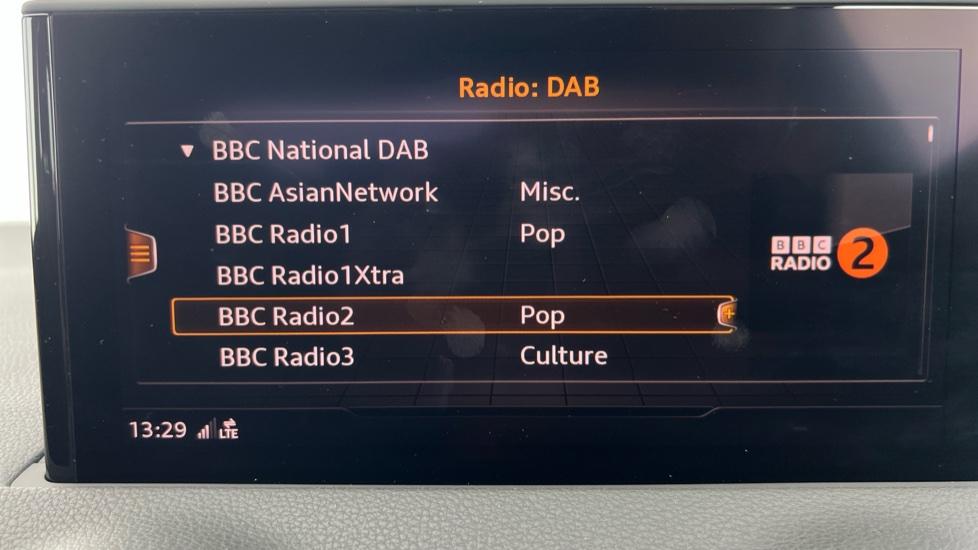 Radio: DAB
BBC National DAB
BBC AsianNetwork Misc.
BBC Radio1 Pop
BBC Radio1Xtra
BBC Radio2 Pop
BBC Radio3 Culture
BBC
RADIO 2
13:29 LTE